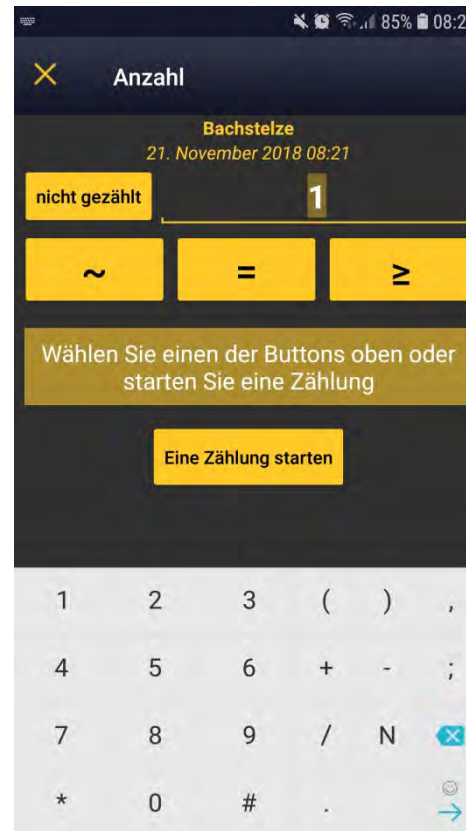 85% 08:2
Anzahl
Bachstelze
21. November 2018 08:21
nicht gezählt 1
~ = ≥
Wählen Sie einen der Buttons oben oder
starten Sie eine Zählung
Eine Zählung starten
1 2 3 ( ) ,
4 5 6 + - ;
7 8 9 / N
* 0 # .